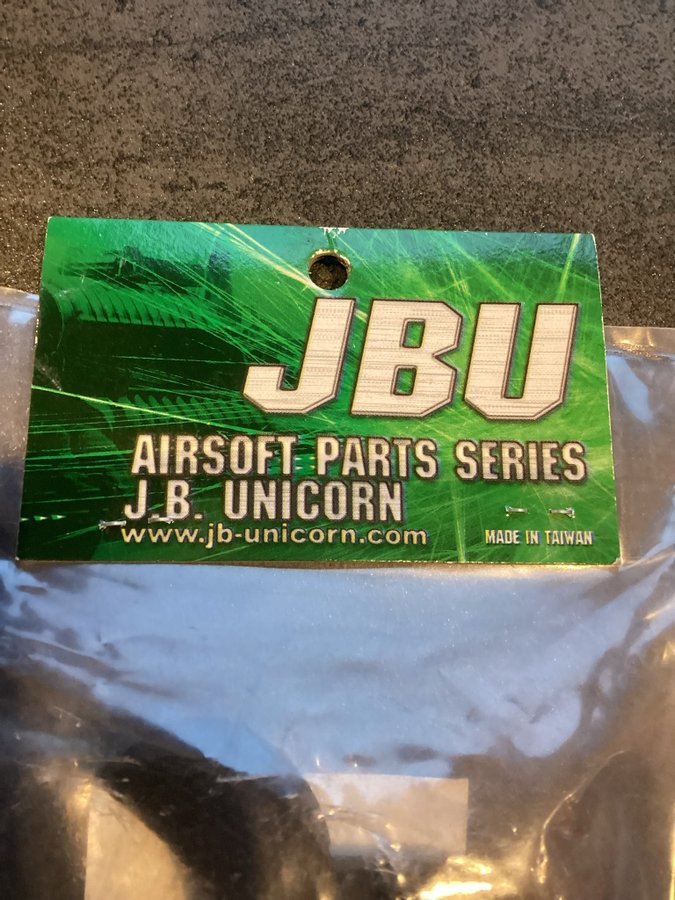 JBU
AIRSOFT PARTS SERIES
J.B. UNICORN
www.jb-unicorn.com
MADE IN TAIWAN